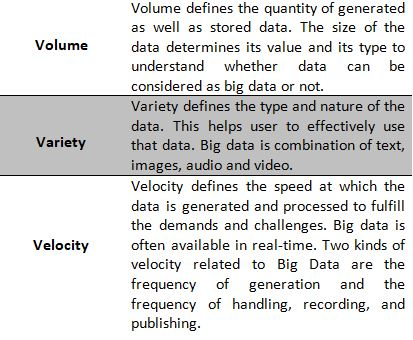 Volume
Volume defines the quantity of generated
as well as stored data. The size of the
data determines its value and its type to
understand whether data can be
considered as big data or not.
Variety
Variety defines the type and nature of the
data. This helps user to effectively use
that data. Big data is combination of text,
images, audio and video.
Velocity
Velocity defines the speed at which the
data is generated and processed to fulfill
the demands and challenges. Big data is
often available in real-time. Two kinds of
velocity related to Big Data are the
frequency of generation and the
frequency of handling, recording, and
publishing.